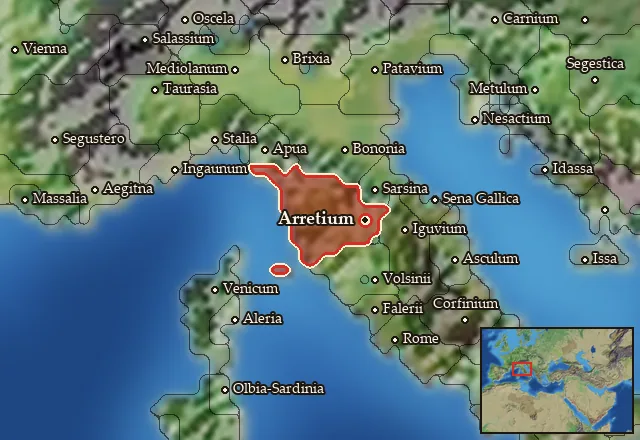 Oscela
Carnium
Salassium
Vienna
Brixia
Segestica
Mediolanum
Patavium
Taurasia
Metulum
Nesactium
Segustero
Stalia
Apua
Bononia
Ingaunum
Idassa
Massalia
Aegitna
Sarsina
Sena Gallica
Arretium
Iguvium
Asculum
Issa
Volsinii
Venicum
Corfinium
Aleria
Falerii
Rome
Olbia-Sardinia